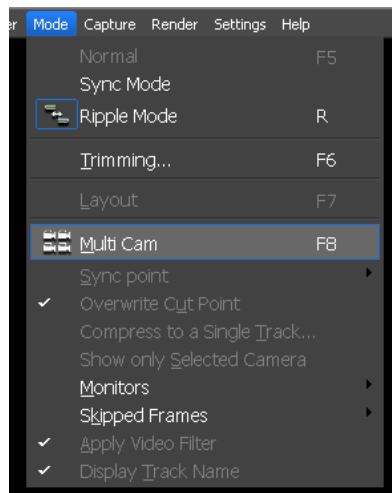 er Mode Capture Render Settings Help
Normal F5
Sync Mode
Ripple Mode R
Trimming... F6
Layout F7
Multi Cam F8
Sync point
Overwrite Cut Point
Compress to a Single Track...
Show only Selected Camera
Monitors
Skipped Frames
Apply Video Filter
Display Track Name